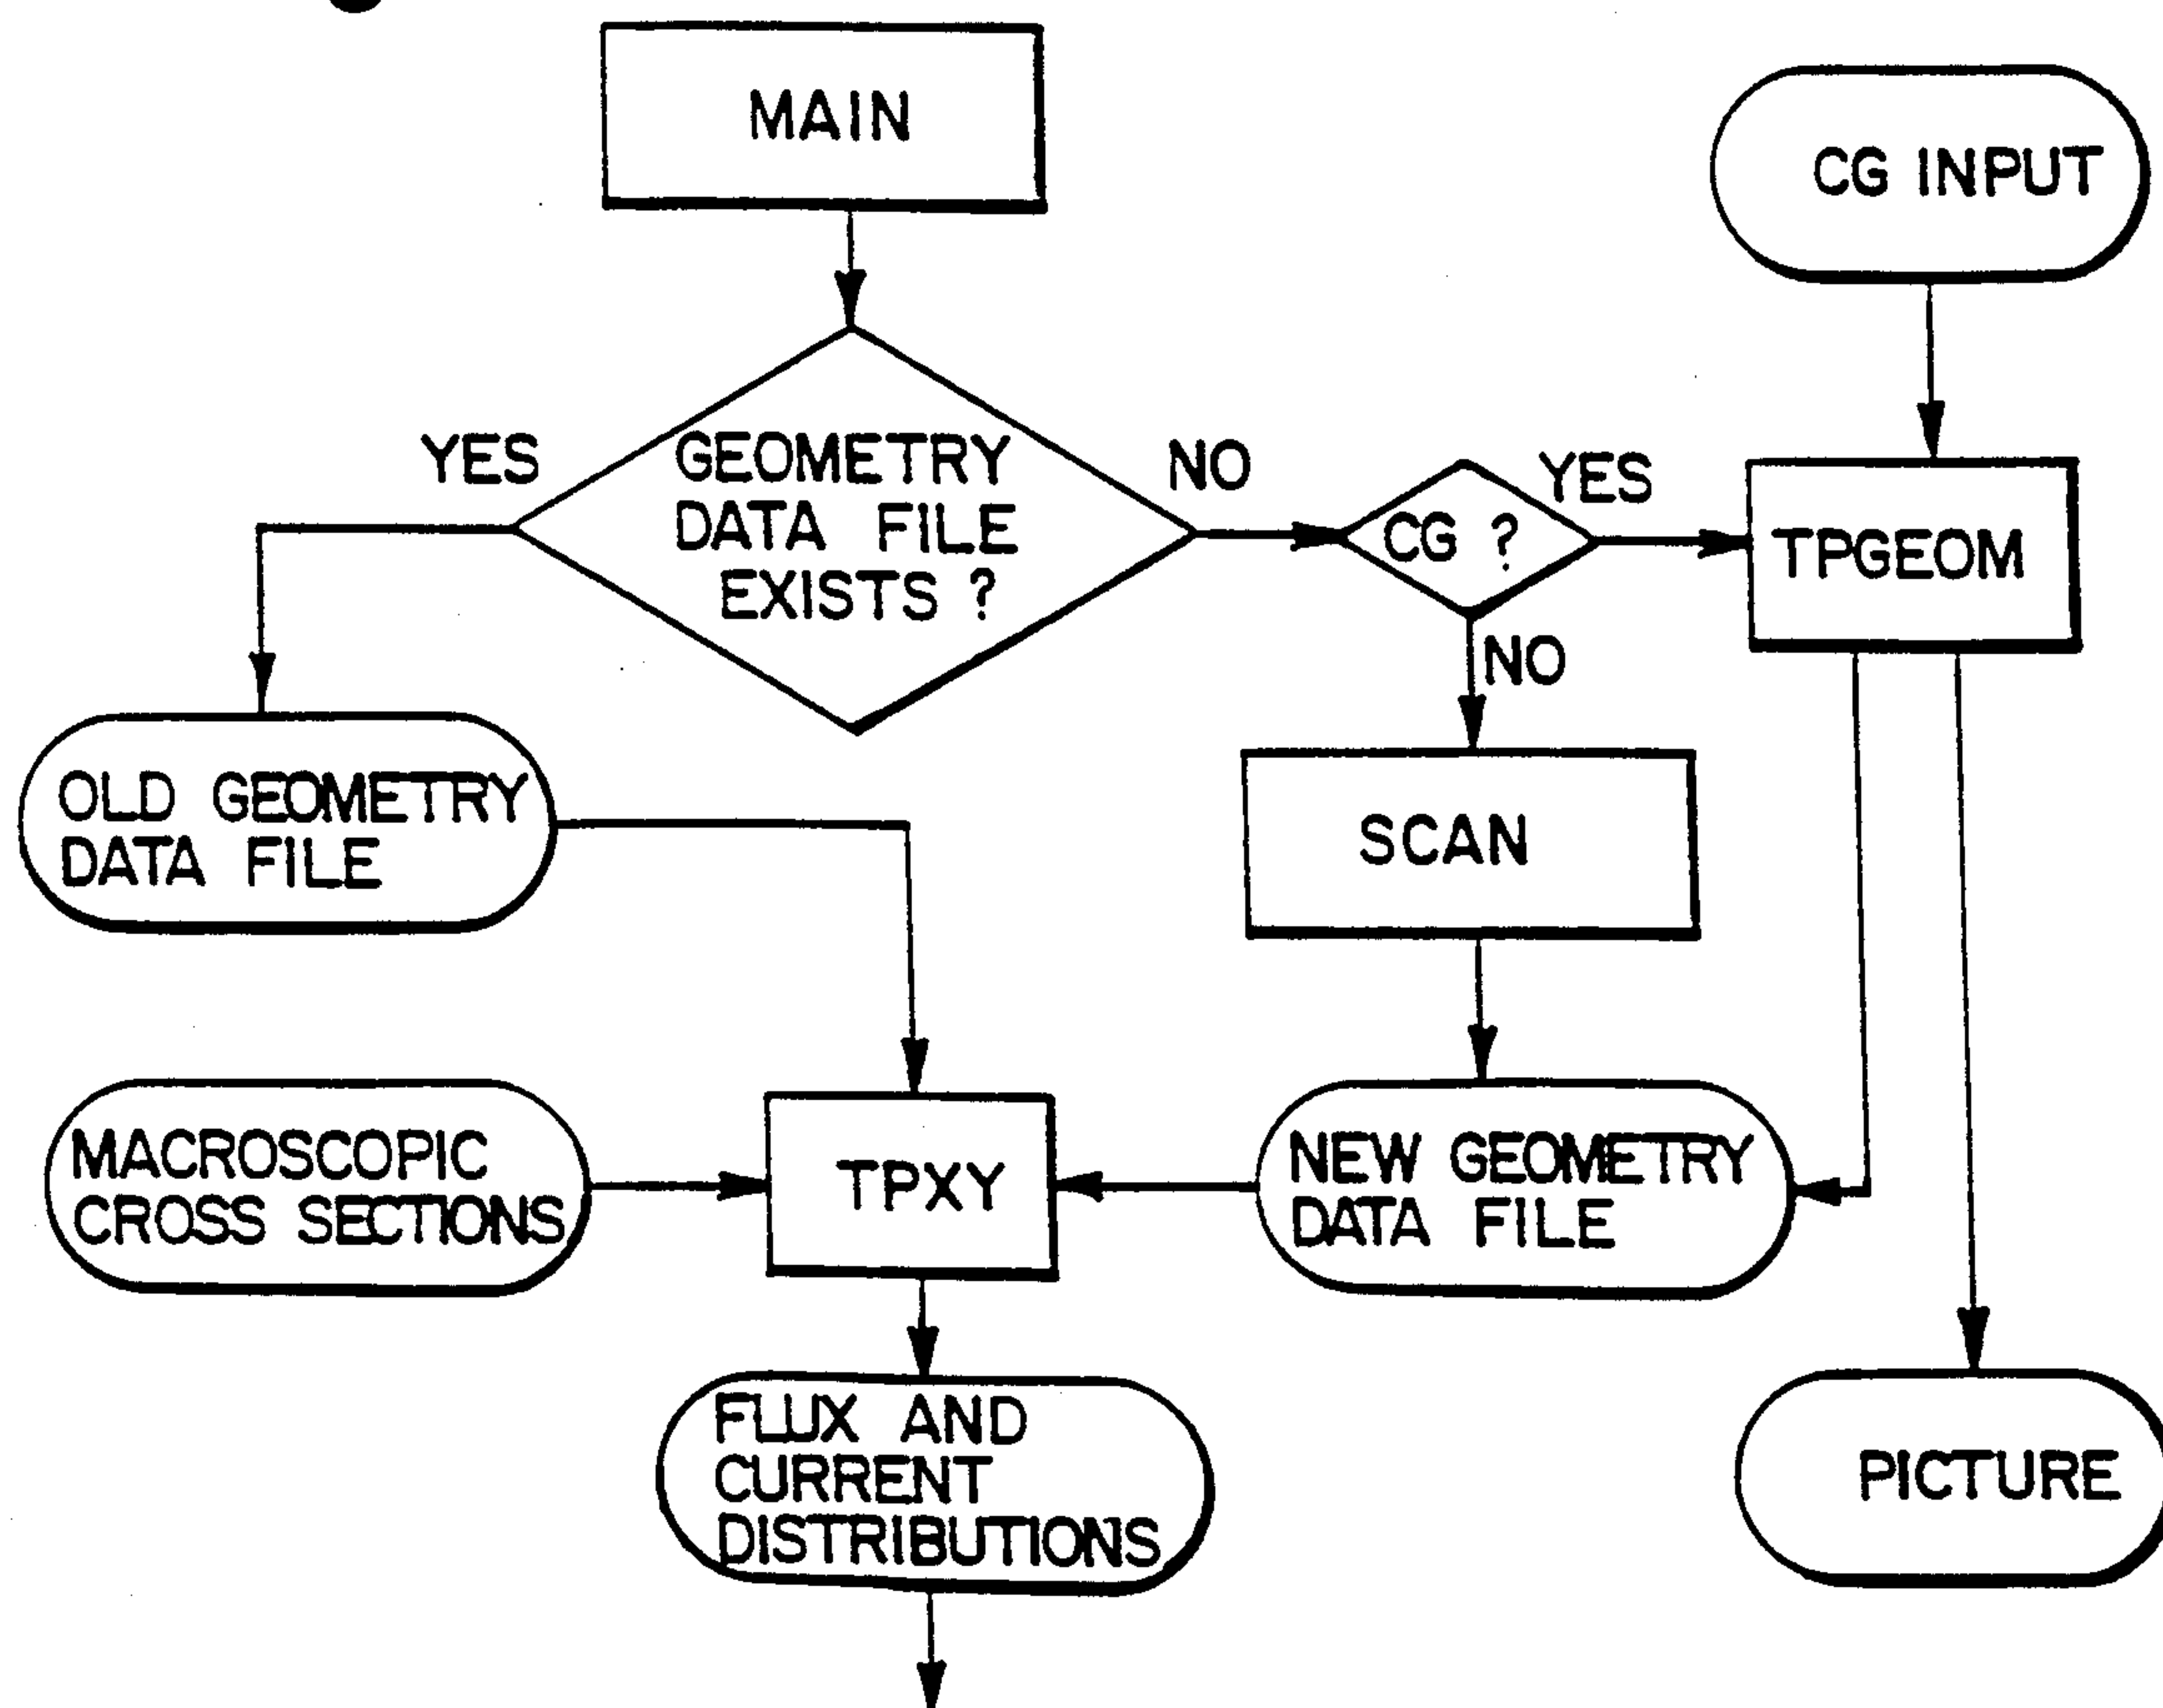 MAIN
CG INPUT
YES
GEOMETRY
DATA FILE
EXISTS ?
NO
CG ?
YES
TPGEOM
NO
OLD GEOMETRY
DATA FILE
SCAN
MACROSCOPIC
CROSS SECTIONS
TPXY
NEW GEOMETRY
DATA FILE
FLUX AND
CURRENT
DISTRIBUTIONS
PICTURE